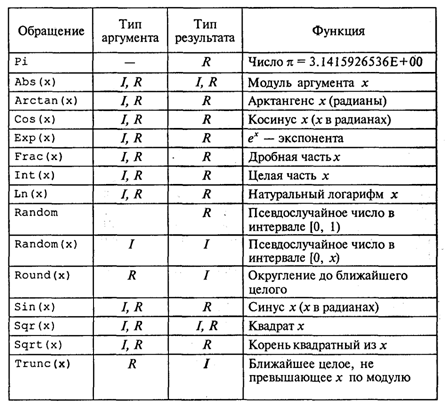 Обращение Тип аргумента Тип результата Функция
Pi — R Число π = 3.1415926536E+00
Abs(x) I, R I, R Модуль аргумента x
Arctan(x) I, R R Арктангенс x (радианы)
Cos(x) I, R R Косинус x (x в радианах)
Exp(x) I, R R eˣ — экспонента
Frac(x) I, R R Дробная часть x
Int(x) I, R R Целая часть x
Ln(x) I, R R Натуральный логарифм x
Random R Псевдослучайное число в
интервале [0, 1)
Random(x) I I Псевдослучайное число в
интервале [0, x)
Round(x) R I Округление до ближайшего
целого
Sin(x) I, R R Синус x (x в радианах)
Sqr(x) I, R I, R Квадрат x
Sqrt(x) I, R R Корень квадратный из x
Trunc(x) R I Ближайшее целое, не
превышающее x по модулю